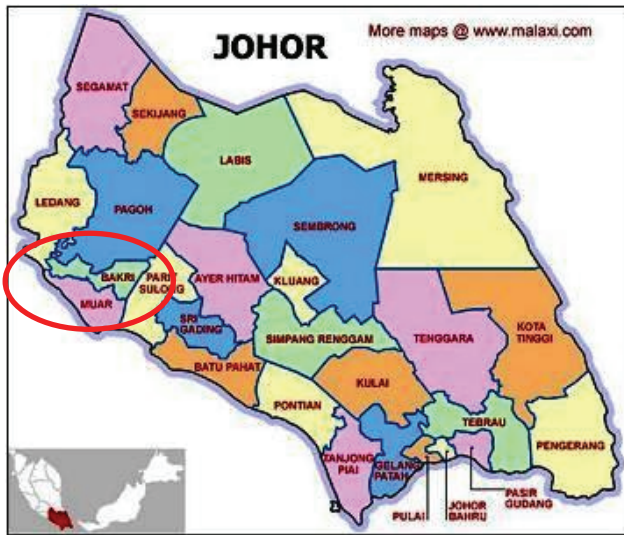 JOHOR
More maps @ www.malaxi.com
SEGAMAT
SEKIJANG
LABIS
MERSING
LEDANG
PAGOH
SEMBRONG
BAKRI
PARIT
SULONG
AYER HITAM
KLUANG
MUAR
SRI
GADING
SIMPANG RENGGAM
TENGGARA
KOTA
TINGGI
BATU PAHAT
KULAI
PONTIAN
TEBRAU
PENGERANG
TANJONG
PIAI
GELANG
PATAH
PULAI
JOHOR
BAHRU
PASIR
GUDANG